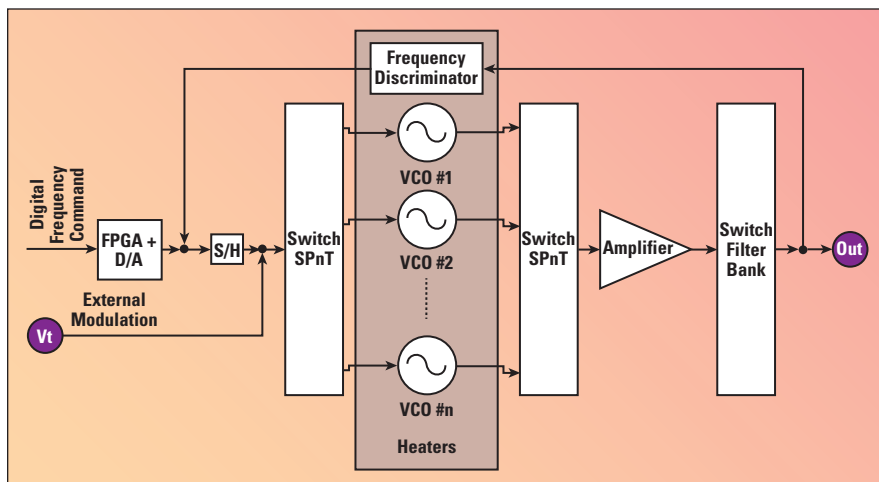 Frequency
Discriminator
VCO #1
Digital
Frequency
Command
FPGA +
D/A
S/H
Switch
SPnT
VCO #2
Switch
SPnT
Amplifier
Switch
Filter
Bank
Out
External
Modulation
Vt
VCO #n
Heaters